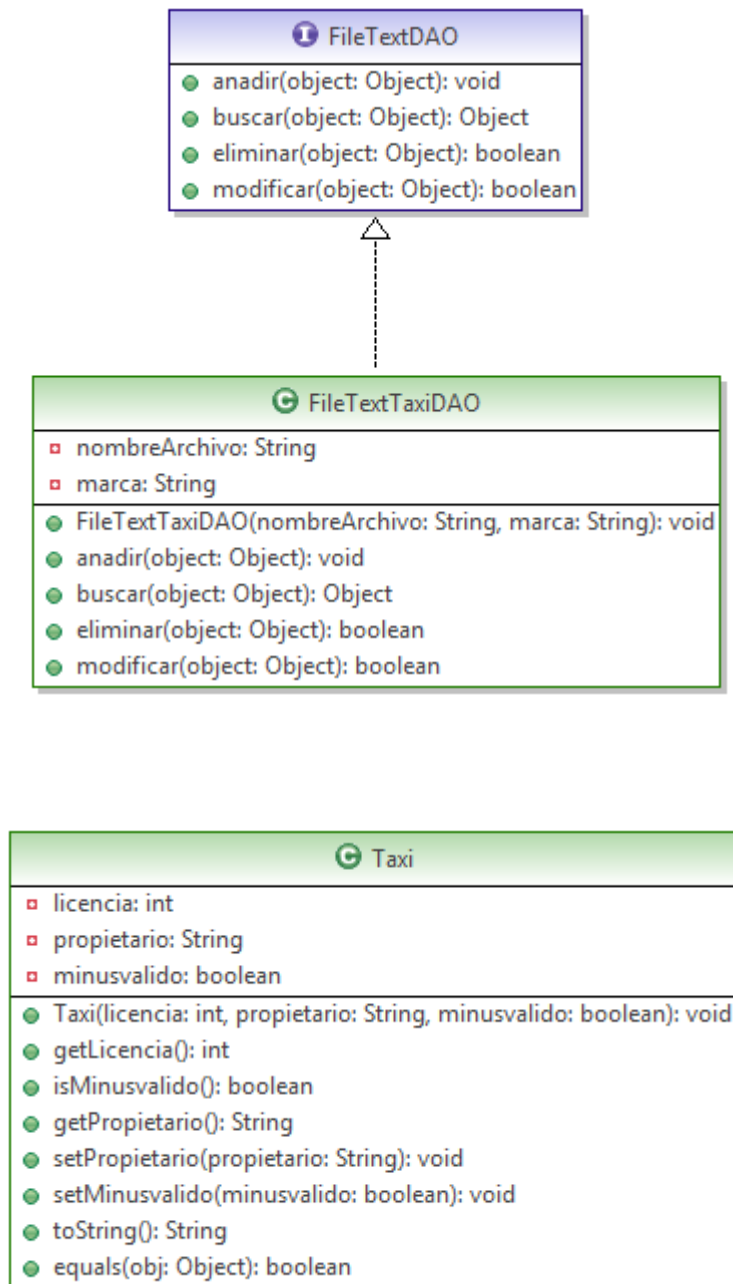 FileTextDAO
anadir(object: Object): void
buscar(object: Object): Object
eliminar(object: Object): boolean
modificar(object: Object): boolean
FileTextTaxiDAO
nombreArchivo: String
marca: String
FileTextTaxiDAO(nombreArchivo: String, marca: String): void
anadir(object: Object): void
buscar(object: Object): Object
eliminar(object: Object): boolean
modificar(object: Object): boolean
Taxi
licencia: int
propietario: String
minusvalido: boolean
Taxi(licencia: int, propietario: String, minusvalido: boolean): void
getLicencia(): int
isMinusvalido(): boolean
getPropietario(): String
setPropietario(propietario: String): void
setMinusvalido(minusvalido: boolean): void
toString(): String
equals(obj: Object): boolean